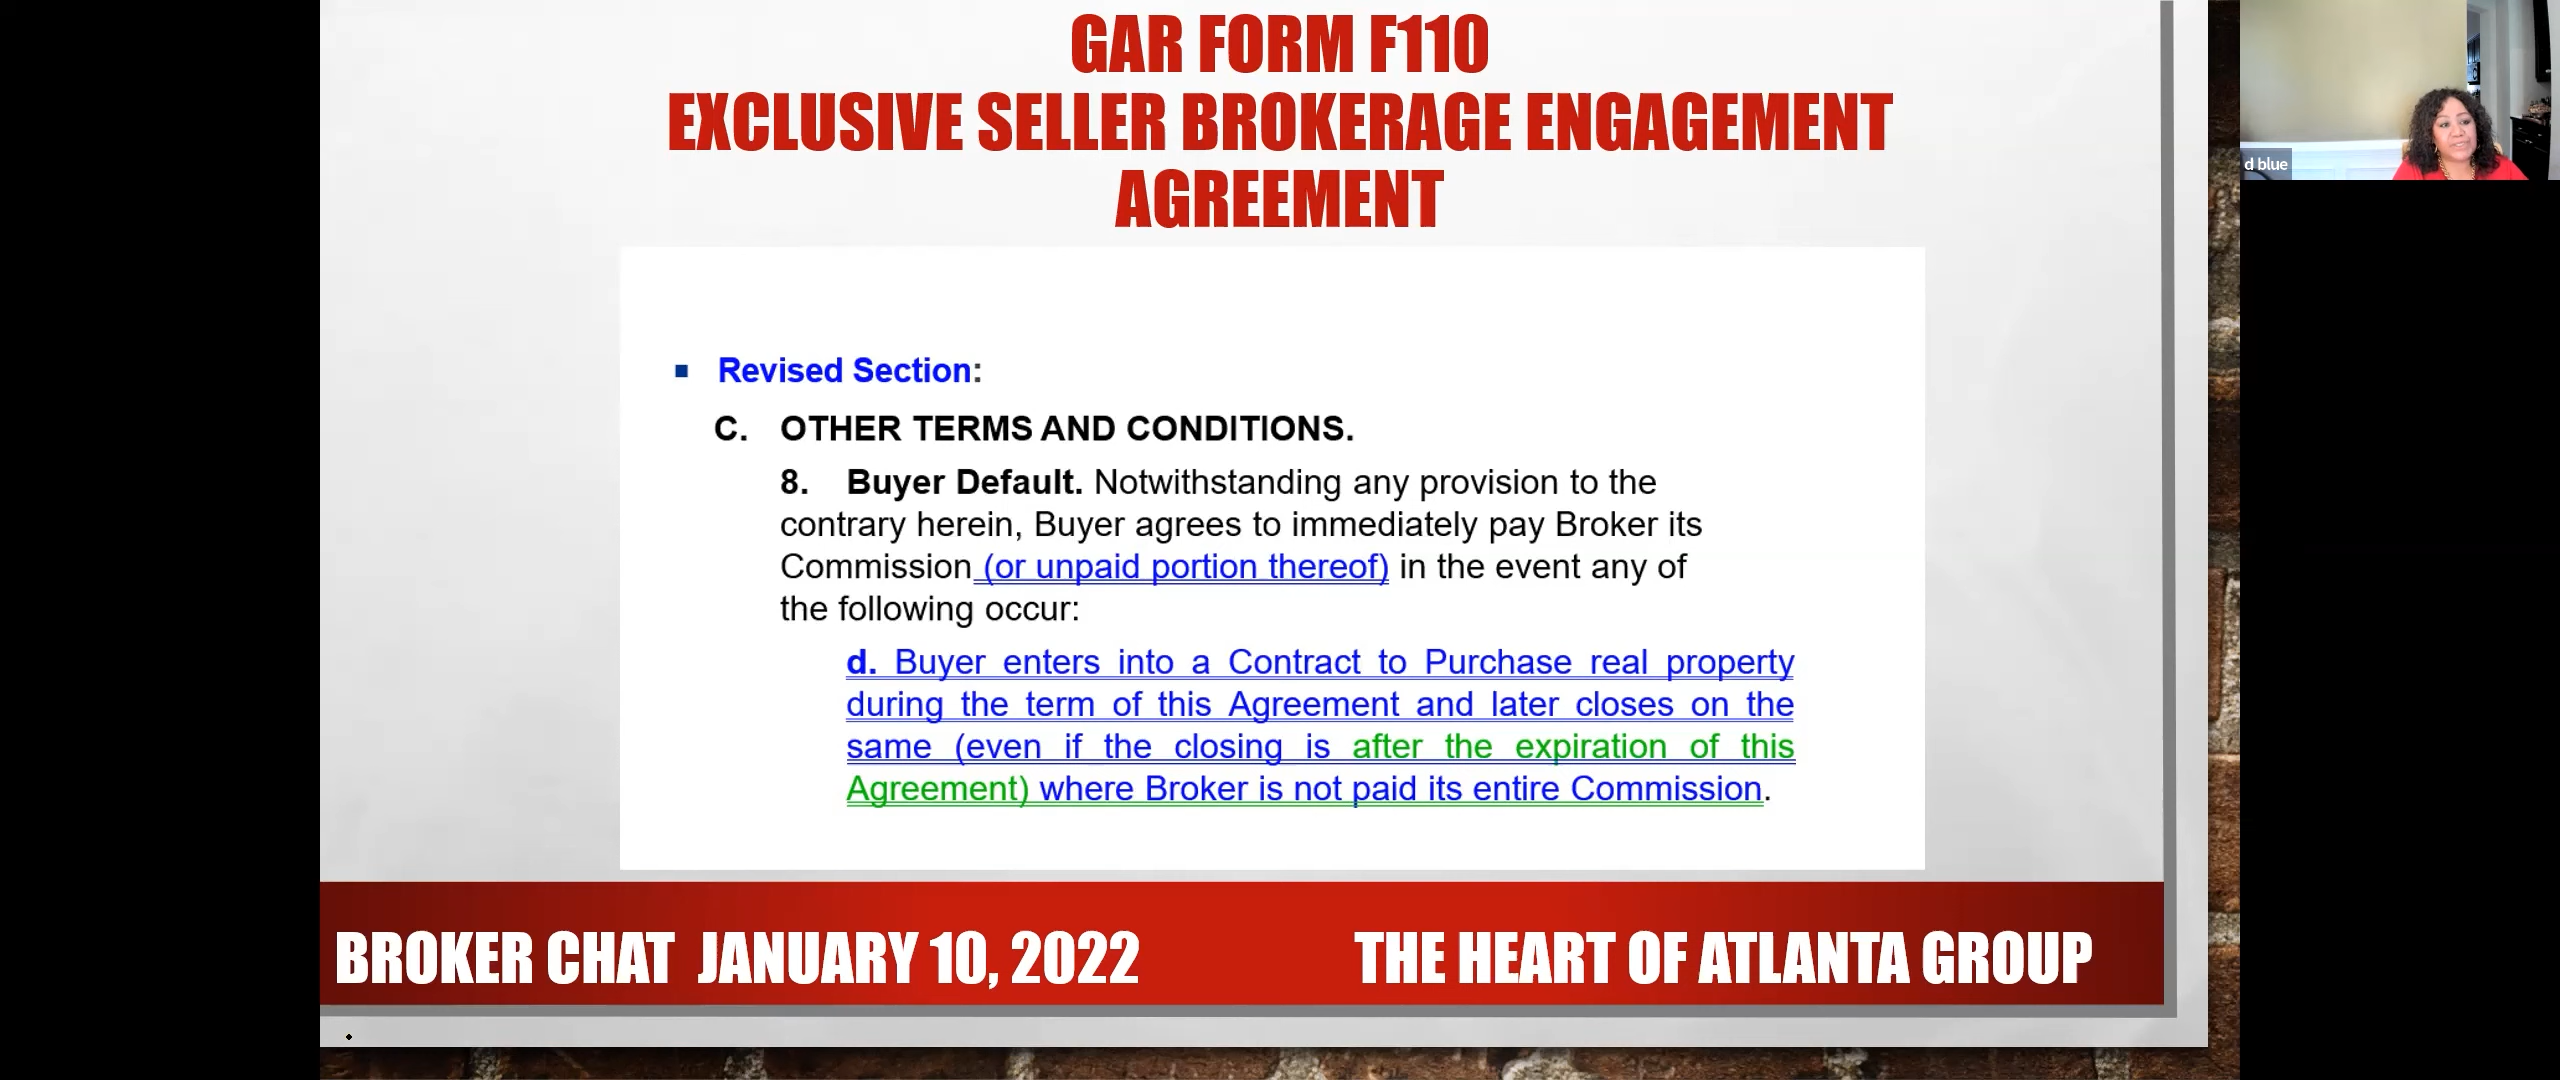 GAR FORM F110
EXCLUSIVE SELLER BROKERAGE ENGAGEMENT
AGREEMENT
d blue
▪ Revised Section:
C. OTHER TERMS AND CONDITIONS.
8. Buyer Default. Notwithstanding any provision to the
contrary herein, Buyer agrees to immediately pay Broker its
Commission (or unpaid portion thereof) in the event any of
the following occur:
d. Buyer enters into a Contract to Purchase real property
during the term of this Agreement and later closes on the
same (even if the closing is after the expiration of this
Agreement) where Broker is not paid its entire Commission.
BROKER CHAT JANUARY 10, 2022
THE HEART OF ATLANTA GROUP